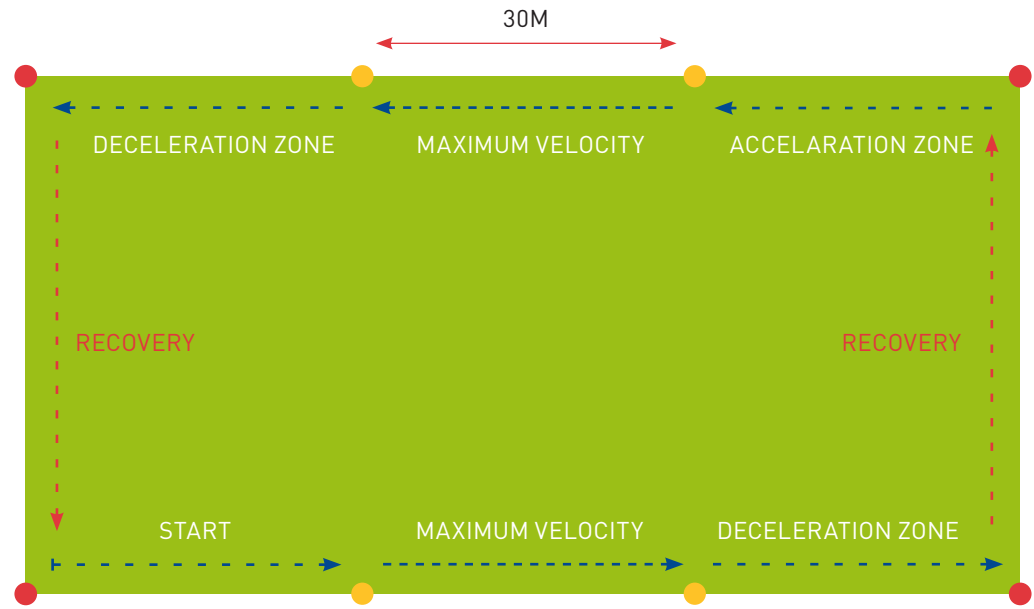 30M
DECELERATION ZONE
MAXIMUM VELOCITY
ACCELARATION ZONE
RECOVERY
RECOVERY
START
MAXIMUM VELOCITY
DECELERATION ZONE